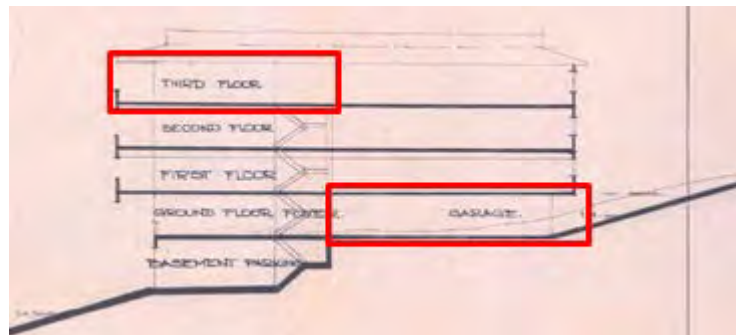 THIRD FLOOR
SECOND FLOOR
FIRST FLOOR
GROUND FLOOR FOYER GARAGE.
BASEMENT PARKING